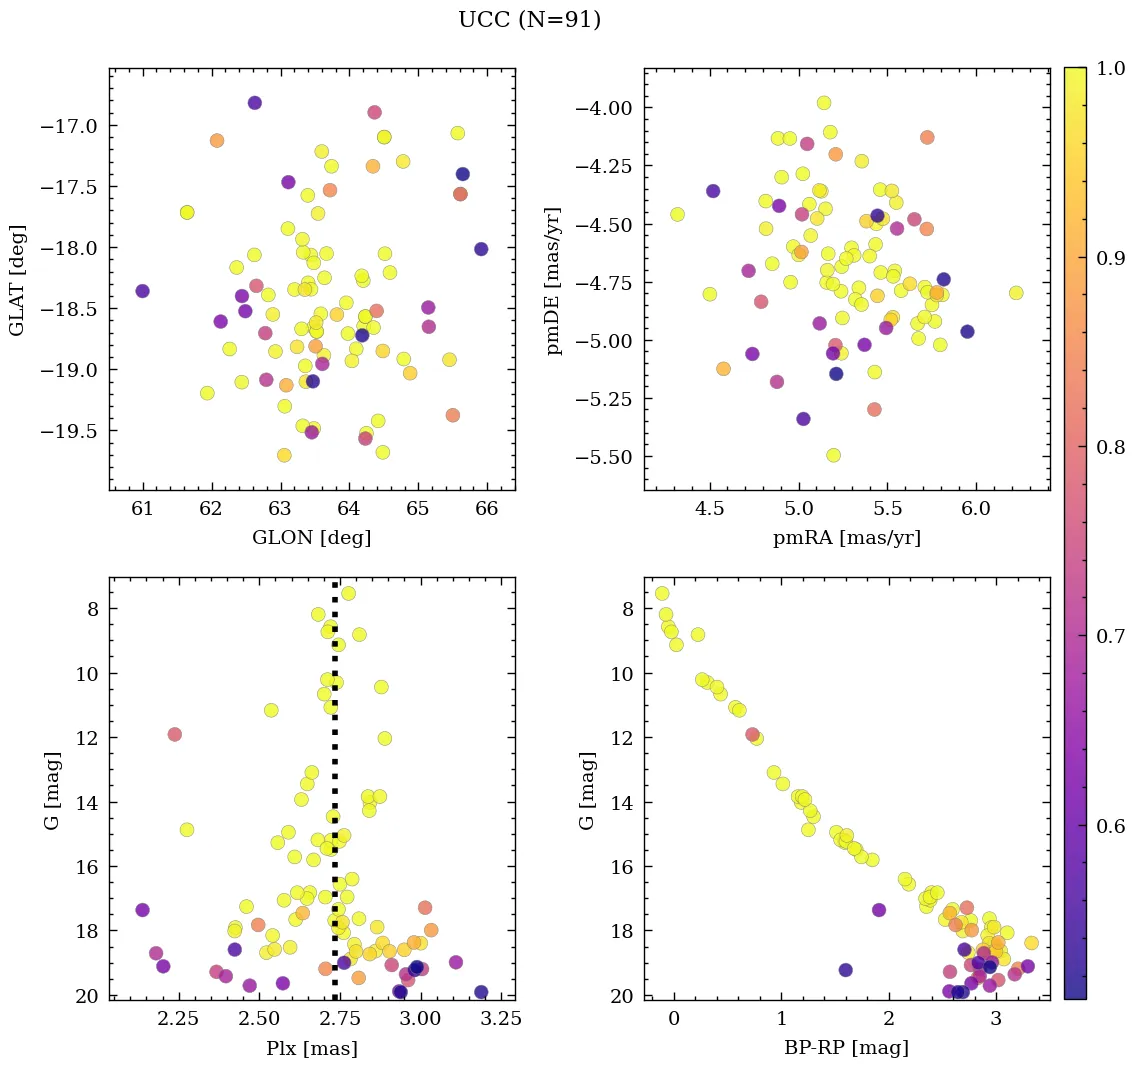 UCC (N=91)
−17.0
−17.5
−18.0
−18.5
−19.0
−19.5
GLAT [deg]
61 62 63 64 65 66
GLON [deg]
−4.00
−4.25
−4.50
−4.75
−5.00
−5.25
−5.50
pmDE [mas/yr]
4.5 5.0 5.5 6.0
pmRA [mas/yr]
1.0
0.9
0.8
0.7
0.6
8
10
12
14
16
18
20
G [mag]
2.25 2.50 2.75 3.00 3.25
Plx [mas]
8
10
12
14
16
18
20
G [mag]
0 1 2 3
BP-RP [mag]